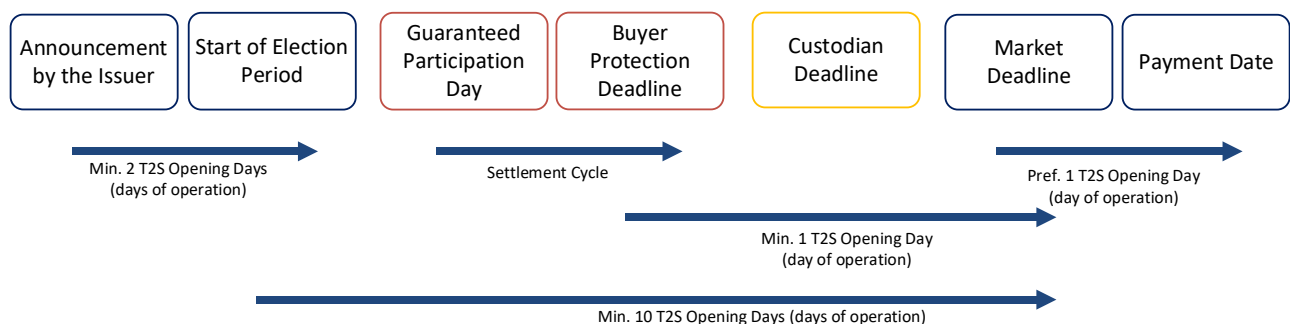 Announcement
by the Issuer
Start of Election
Period
Guaranteed
Participation
Day
Buyer
Protection
Deadline
Custodian
Deadline
Market
Deadline
Payment Date
Min. 2 T2S Opening Days
(days of operation)
Settlement Cycle
Pref. 1 T2S Opening Day
(day of operation)
Min. 1 T2S Opening Day
(day of operation)
Min. 10 T2S Opening Days (days of operation)